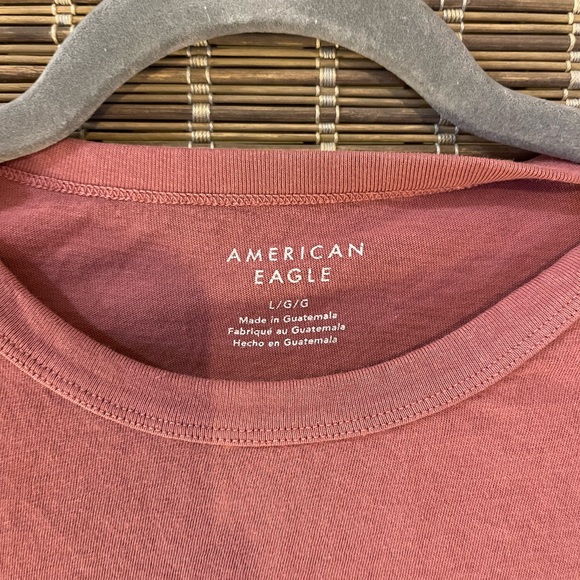 AMERICAN
EAGLE
L/G/G
Made in Guatemala
Fabriqué au Guatemala
Hecho en Guatemala